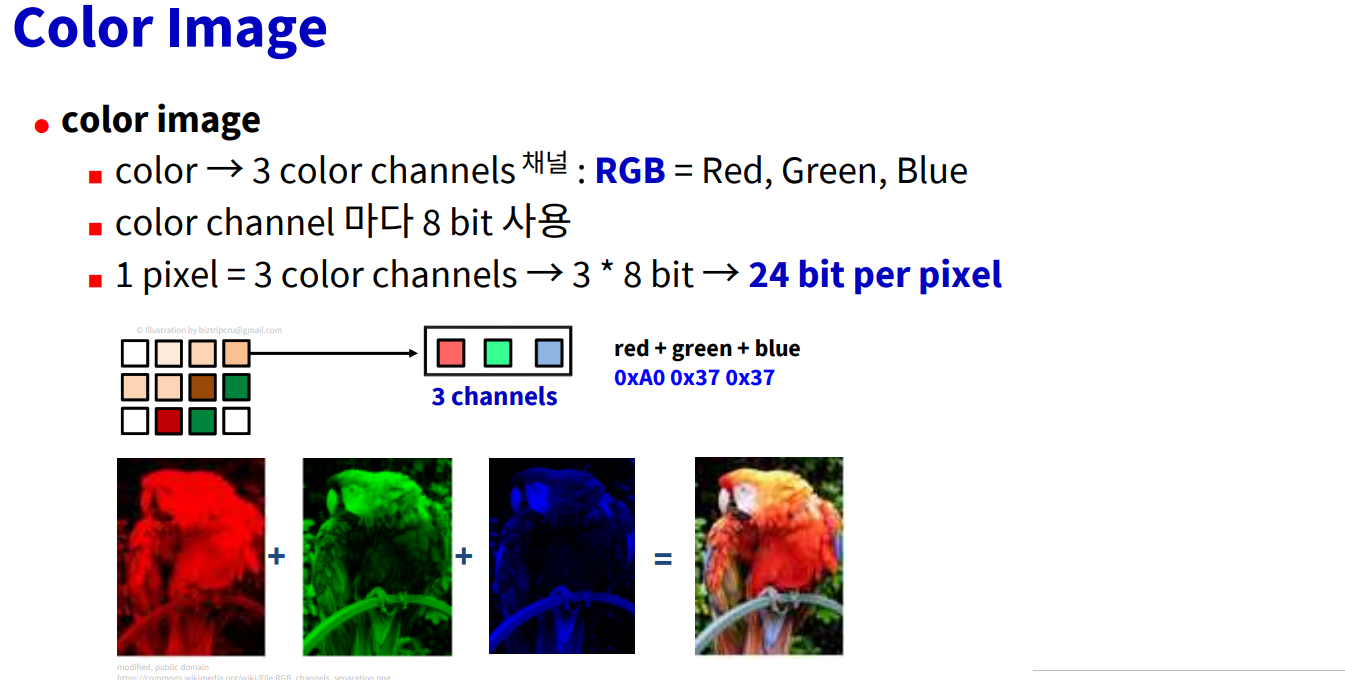 Color Image
● color image
■ color → 3 color channels 채널 : RGB = Red, Green, Blue
■ color channel 마다 8 bit 사용
■ 1 pixel = 3 color channels → 3 * 8 bit → 24 bit per pixel
© Illustration by biztripcru@gmail.com
3 channels
red + green + blue
0xA0 0x37 0x37
+ + =
modified, public domain
https://commons.wikimedia.org/wiki/File:RGB_channels_separation.png